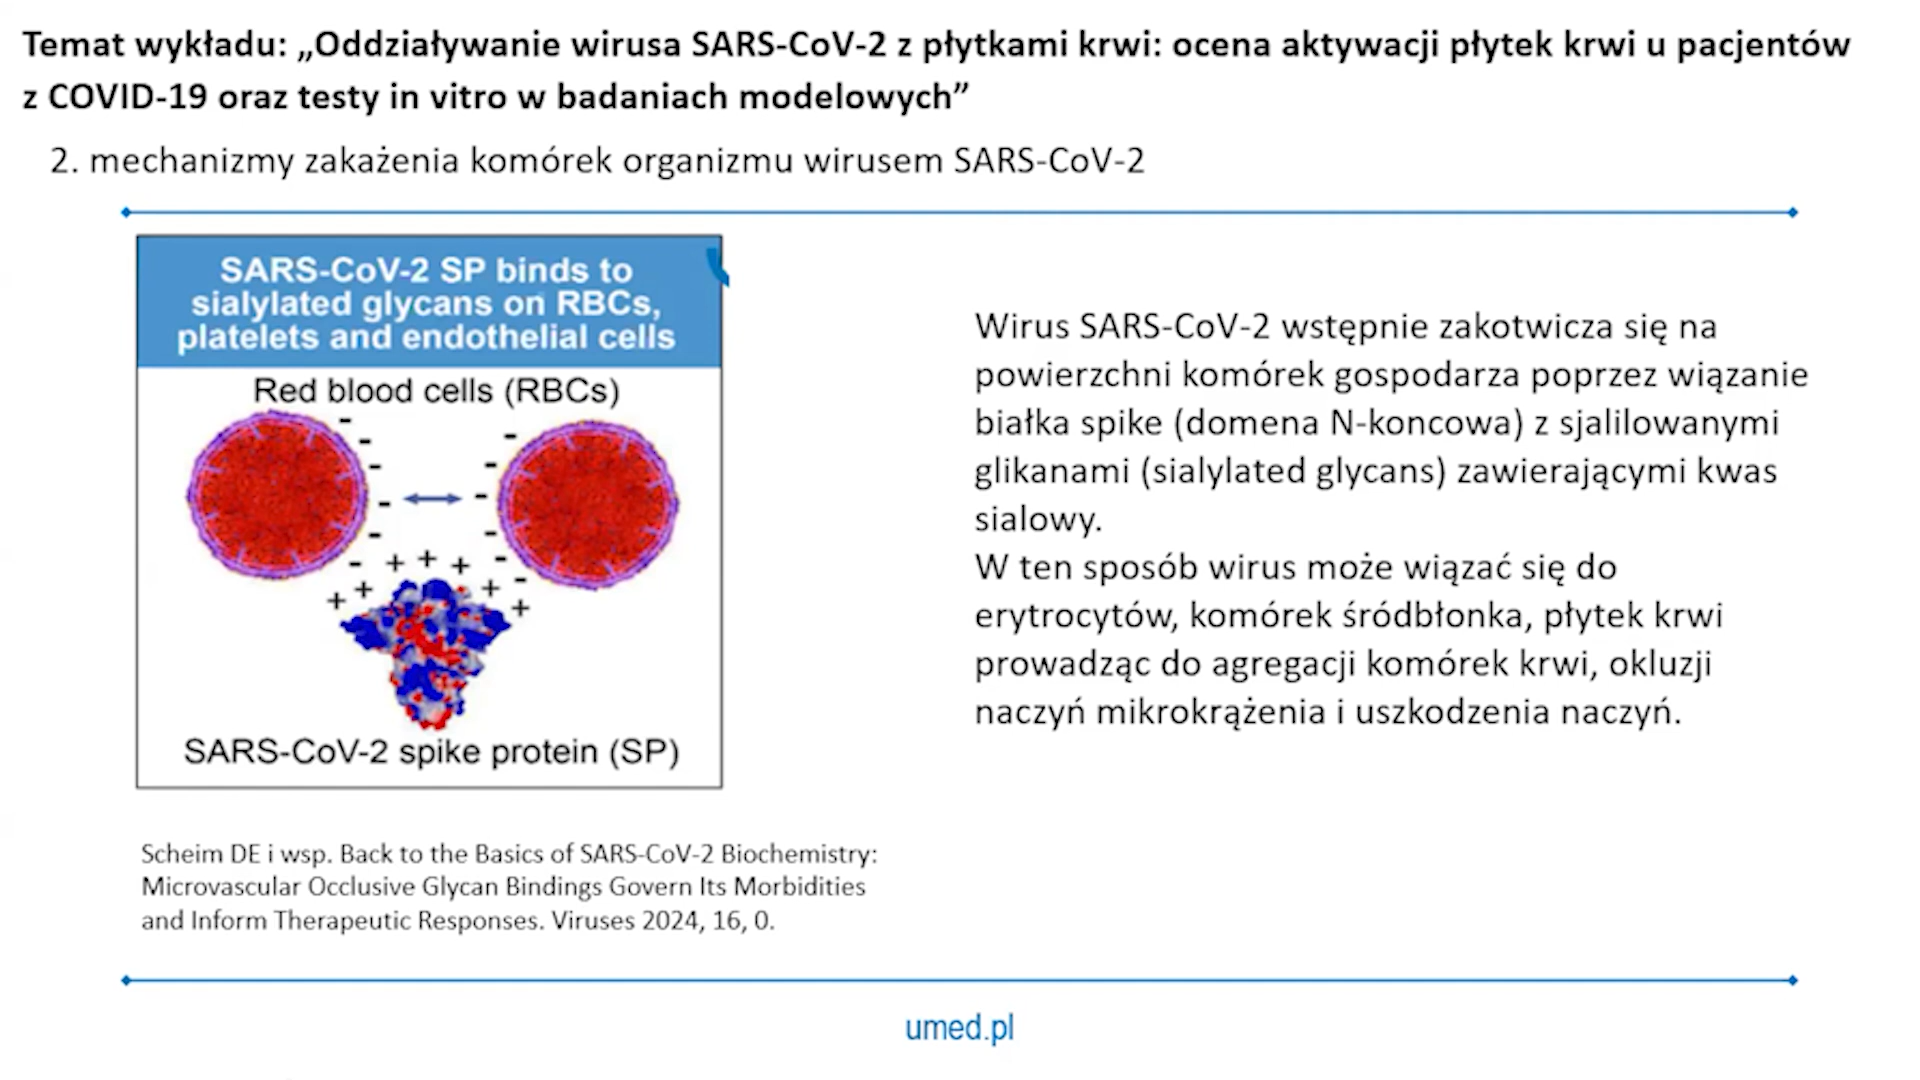 Temat wykładu: „Oddziaływanie wirusa SARS-CoV-2 z płytkami krwi: ocena aktywacji płytek krwi u pacjentów
z COVID-19 oraz testy in vitro w badaniach modelowych”
2. mechanizmy zakażenia komórek organizmu wirusem SARS-CoV-2
SARS-CoV-2 SP binds to
sialylated glycans on RBCs,
platelets and endothelial cells
Red blood cells (RBCs)
SARS-CoV-2 spike protein (SP)
Scheim DE i wsp. Back to the Basics of SARS-CoV-2 Biochemistry:
Microvascular Occlusive Glycan Bindings Govern Its Morbidities
and Inform Therapeutic Responses. Viruses 2024, 16, 0.
Wirus SARS-CoV-2 wstępnie zakotwicza się na
powierzchni komórek gospodarza poprzez wiązanie
białka spike (domena N-koncowa) z sjalilowanymi
glikanami (sialylated glycans) zawierającymi kwas
sialowy.
W ten sposób wirus może wiązać się do
erytrocytów, komórek śródbłonka, płytek krwi
prowadząc do agregacji komórek krwi, okluzji
naczyń mikrokrążenia i uszkodzenia naczyń.
umed.pl